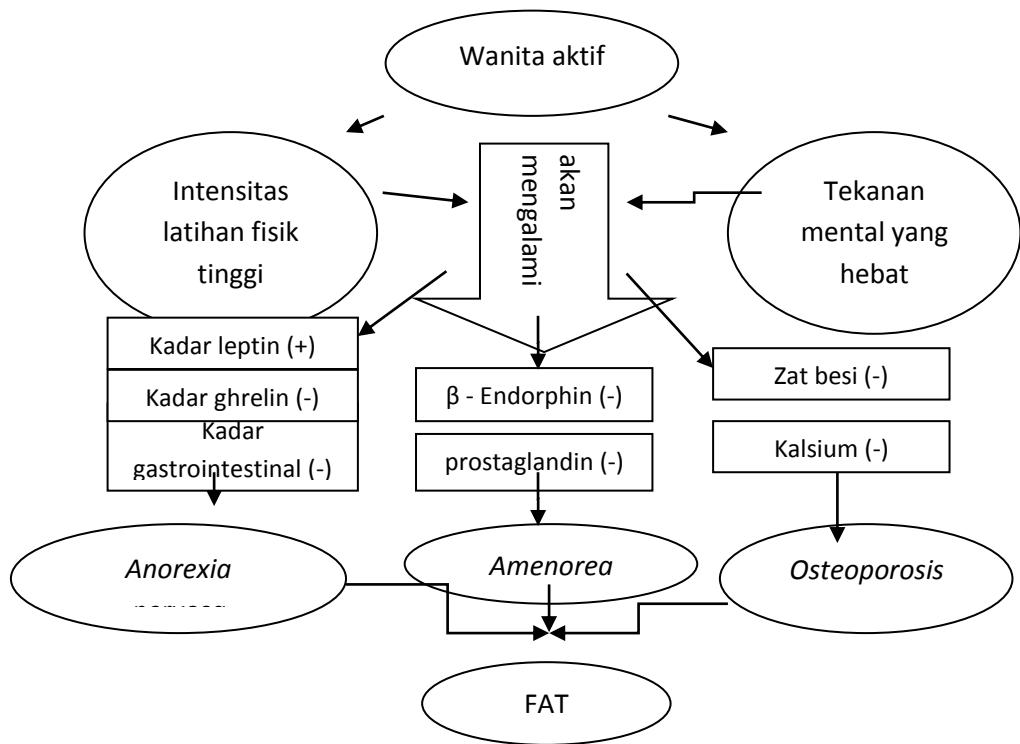 Wanita aktif
Intensitas
latihan fisik
tinggi
akan
mengalami
Tekanan
mental yang
hebat
Kadar leptin (+)
Kadar ghrelin (-)
Kadar
gastrointestinal (-)
β - Endorphin (-)
prostaglandin (-)
Zat besi (-)
Kalsium (-)
Anorexia
Amenorea
Osteoporosis
FAT